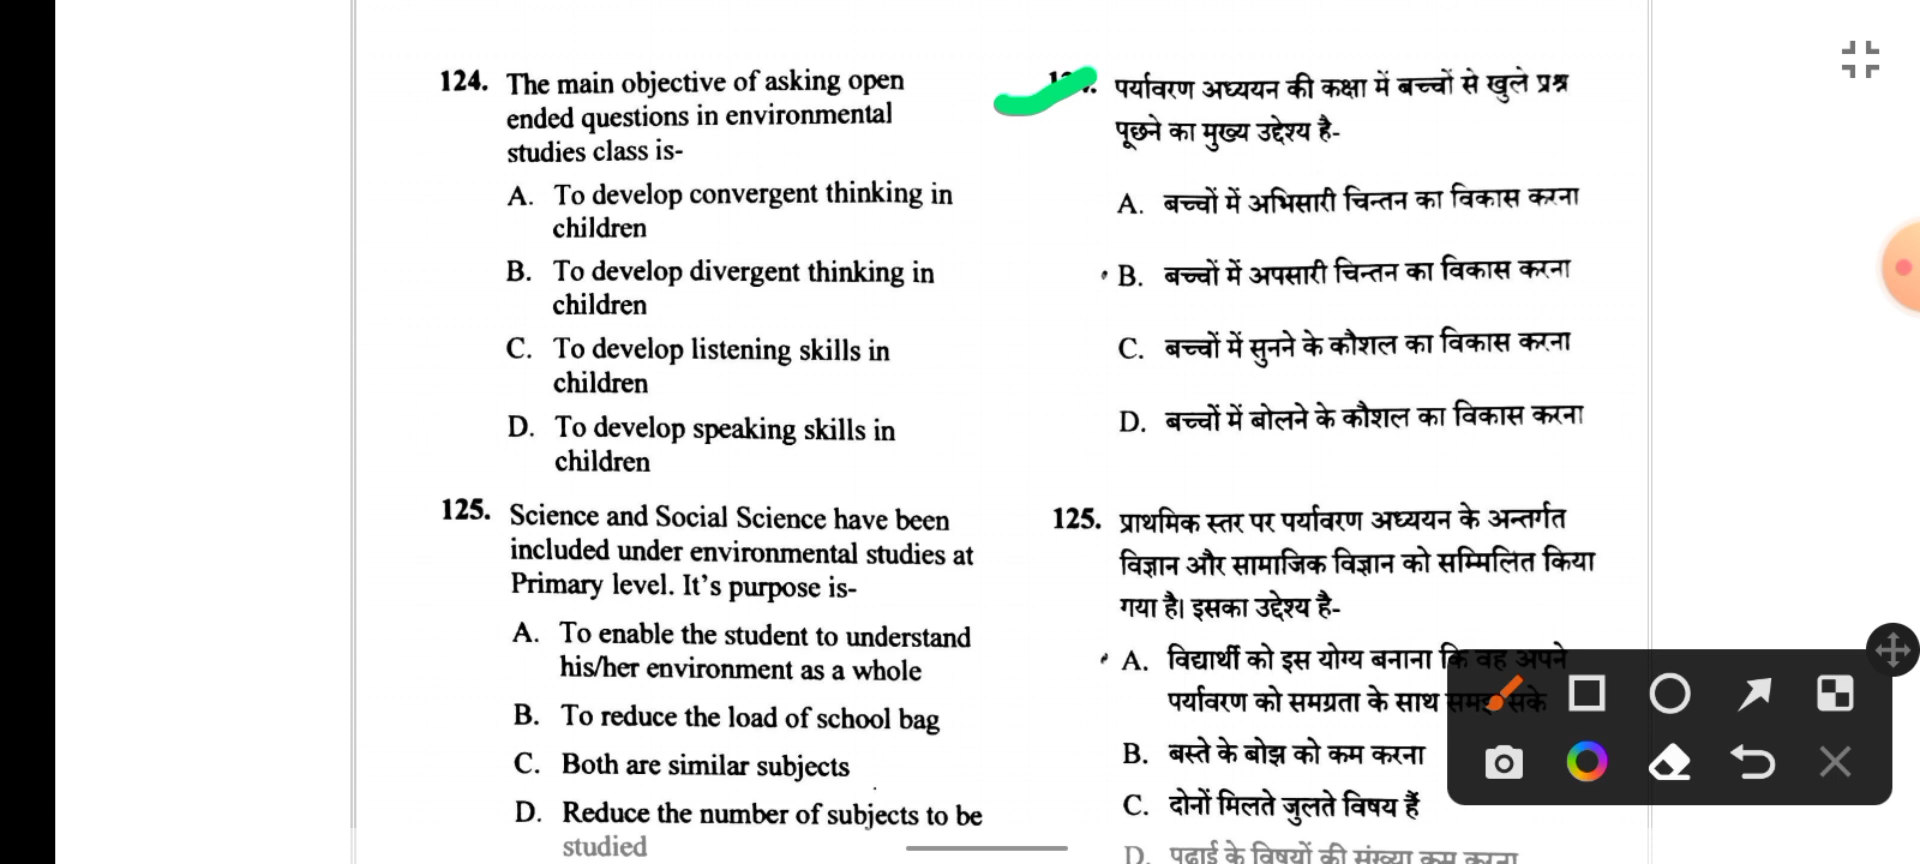 124. The main objective of asking open
ended questions in environmental
studies class is-
A. To develop convergent thinking in
children
B. To develop divergent thinking in
children
C. To develop listening skills in
children
D. To develop speaking skills in
children
125. Science and Social Science have been
included under environmental studies at
Primary level. It's purpose is-
A. To enable the student to understand
his/her environment as a whole
B. To reduce the load of school bag
C. Both are similar subjects
D. Reduce the number of subjects to be
studied
पर्यावरण अध्ययन की कक्षा में बच्चों से खुले प्रश्न
पूछने का मुख्य उद्देश्य है-
A. बच्चों में अभिसारी चिन्तन का विकास करना
B. बच्चों में अपसारी चिन्तन का विकास करना
C. बच्चों में सुनने के कौशल का विकास करना
D. बच्चों में बोलने के कौशल का विकास करना
125. प्राथमिक स्तर पर पर्यावरण अध्ययन के अन्तर्गत
विज्ञान और सामाजिक विज्ञान को सम्मिलित किया
गया है। इसका उद्देश्य है-
A. विद्यार्थी को इस योग्य बनाना कि वह अपने
पर्यावरण को समग्रता के साथ समझ सके
B. बस्ते के बोझ को कम करना
C. दोनों मिलते जुलते विषय हैं
D. पढ़ाई के विषयों की संख्या कम करना